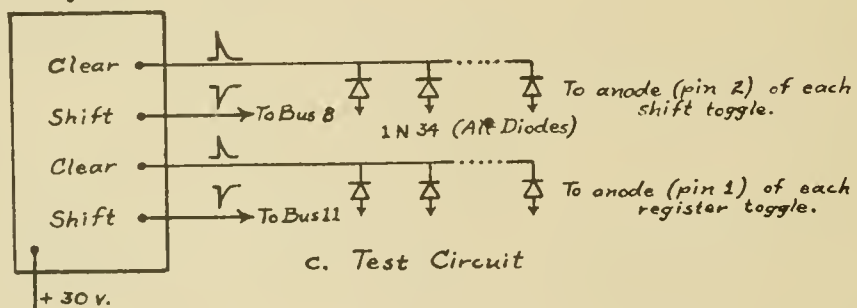 Clear
Shift
To Bus 8
1N34 (All Diodes)
To anode (pin 2) of each
shift toggle.
Clear
Shift
To Bus 11
To anode (pin 1) of each
register toggle.
c. Test Circuit
+ 30 v.